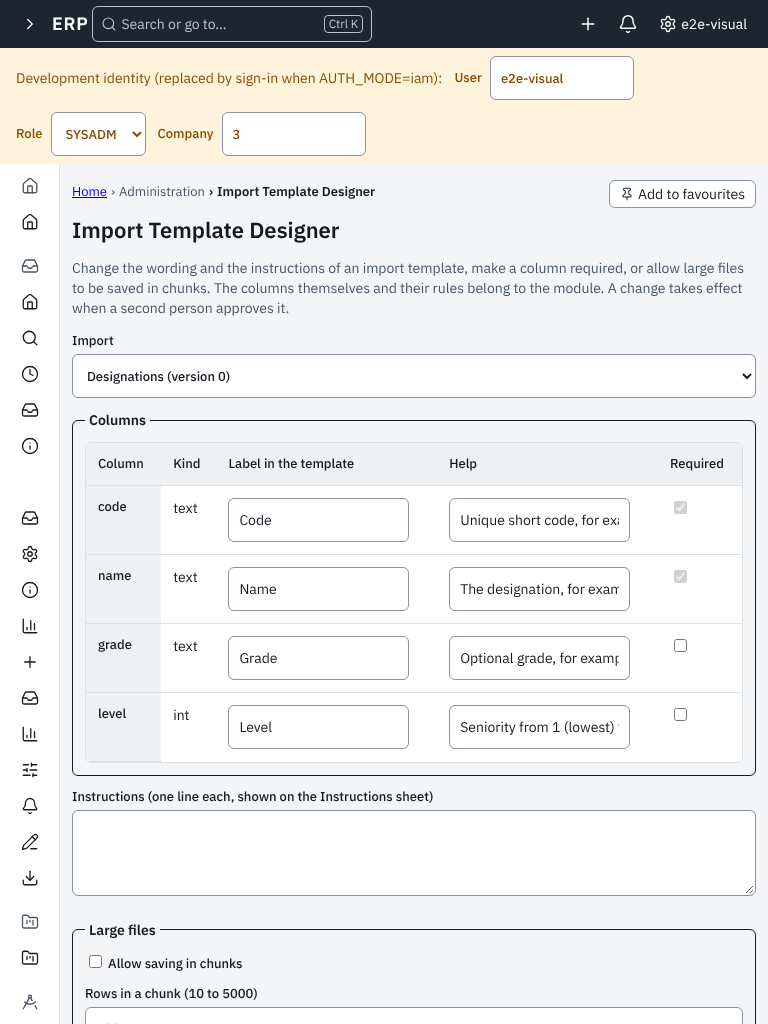 ERP
Search or go to...
Ctrl K
e2e-visual
Development identity (replaced by sign-in when AUTH_MODE=iam):
User
e2e-visual
Role
SYSADM
Company
3
Home › Administration › Import Template Designer
Add to favourites
Import Template Designer
Change the wording and the instructions of an import template, make a column required, or allow large files
to be saved in chunks. The columns themselves and their rules belong to the module. A change takes effect
when a second person approves it.
Import
Designations (version 0)
Columns
Column Kind Label in the template Help Required
code text Code Unique short code, for exa
name text Name The designation, for exam
grade text Grade Optional grade, for examp
level int Level Seniority from 1 (lowest)
Instructions (one line each, shown on the Instructions sheet)
Large files
Allow saving in chunks
Rows in a chunk (10 to 5000)